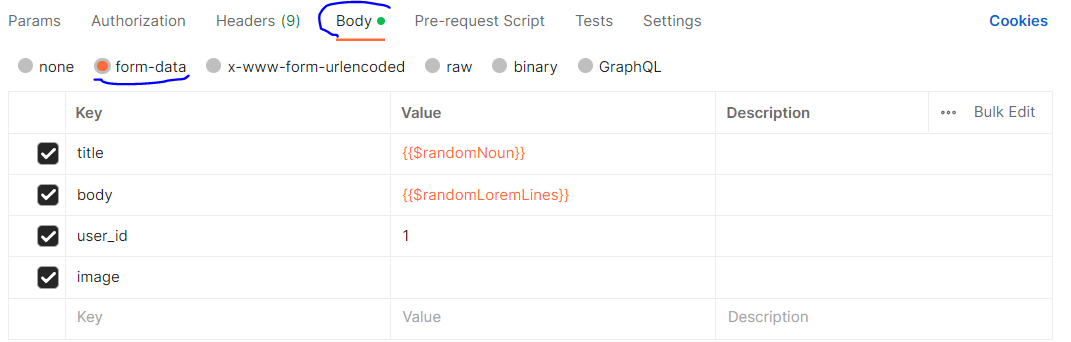 Params Authorization Headers (9) Body Pre-request Script Tests Settings Cookies
none form-data x-www-form-urlencoded raw binary GraphQL
Key Value Description Bulk Edit
title {{$randomNoun}}
body {{$randomLoremLines}}
user_id 1
image
Key Value Description